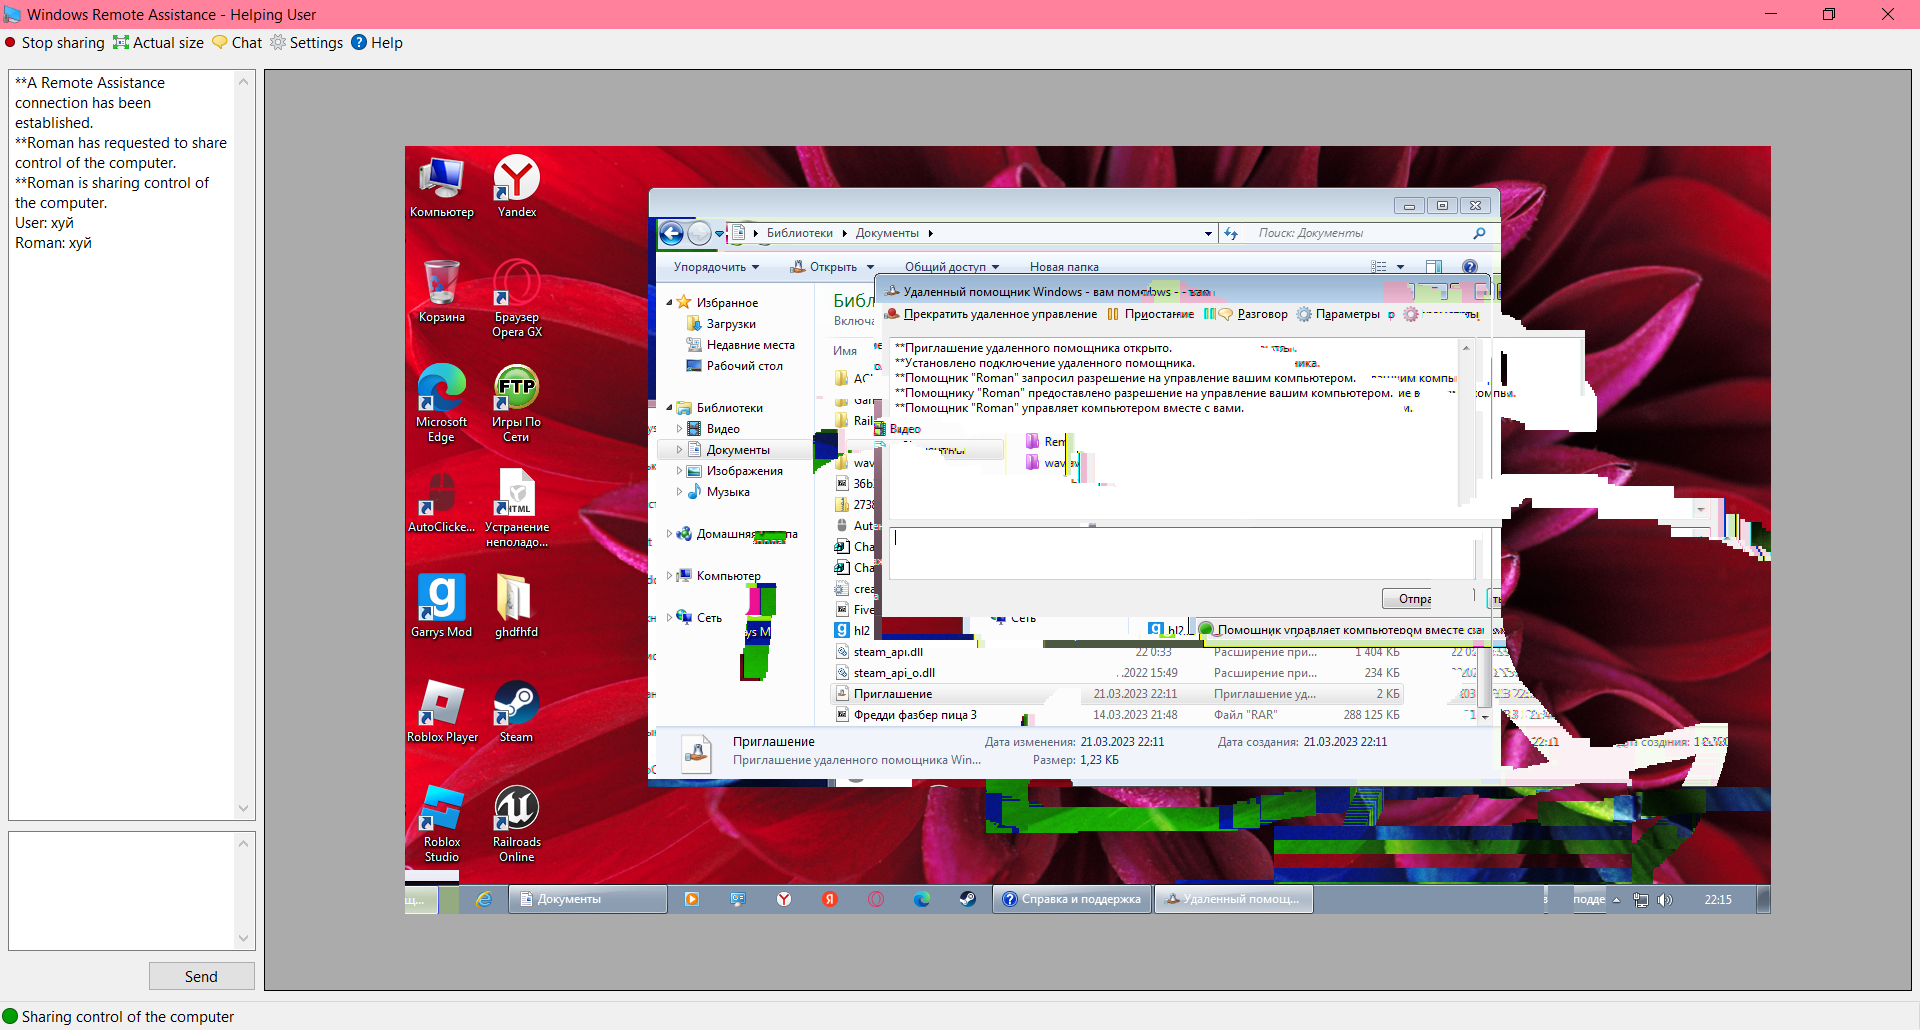 Windows Remote Assistance - Helping User
Stop sharing Actual size Chat Settings Help
**A Remote Assistance
connection has been
established.
**Roman has requested to share
control of the computer.
**Roman is sharing control of
the computer.
User: хуй
Roman: хуй
Send
Sharing control of the computer
Компьютер
Yandex
Корзина
Браузер
Opera GX
Microsoft
Edge
Игры По
Сети
AutoClicke...
Устранение
неполадо...
Garrys Mod
ghdfhfd
Roblox Player
Steam
Roblox
Studio
Railroads
Online
Библиотеки Документы
Поиск: Документы
Упорядочить Открыть Общий доступ Новая папка
Избранное
Загрузки
Недавние места
Рабочий стол
Библиотеки
Видео
Документы
Изображения
Музыка
Домашняя
Компьютер
Сеть
Имя
Удаленный помощник Windows - вам
Прекратить удаленное управление Разговор Параметры
**Приглашение удаленного помощника открыто.
**Установлено подключение удаленного помощника.
**Помощник "Roman" запросил разрешение на управление вашим компьютером.
**Помощнику "Roman" предоставлено разрешение на управление вашим компьютером.
**Помощник "Roman" управляет компьютером вместе с вами.
Видео
Помощник управляет компьютером вместе
hl2
steam_api.dll 22 0:33 Расширение при... 1 404 КБ
steam_api_o.dll 2022 15:49 Расширение при... 234 КБ
Приглашение 21.03.2023 22:11 Приглашение уд... 2 КБ
Фредди фазбер пица 3 14.03.2023 21:48 Файл "RAR" 288 125 КБ
Приглашение Дата изменения: 21.03.2023 22:11 Дата создания: 21.03.2023 22:11
Приглашение удаленного помощника Win... Размер: 1,23 КБ
Документы Справка и поддержка Удаленный помощ... 22:15